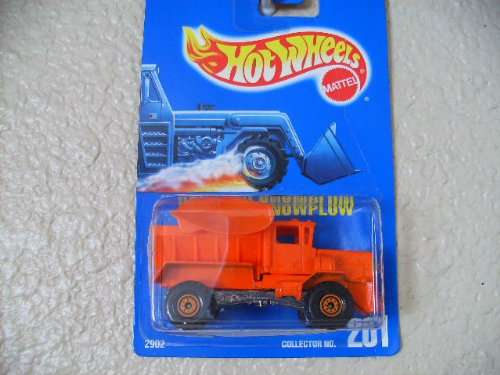 HOT WHEELS
MATTEL
SNOWPLOW
2902
COLLECTOR NO.
201